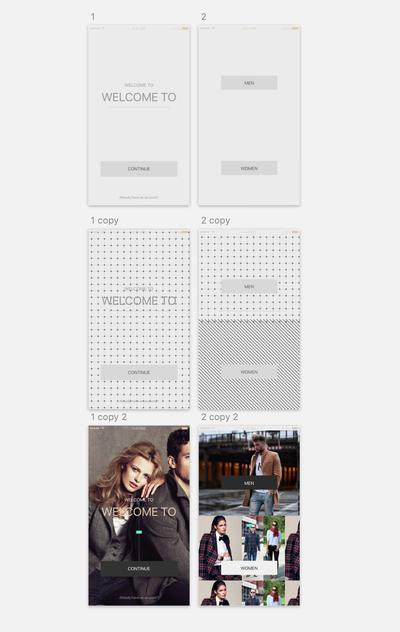 1
2
WELCOME TO
WELCOME TO
CONTINUE
Already have an account?
MEN
WOMEN
1 copy
2 copy
WELCOME TO
WELCOME TO
CONTINUE
MEN
WOMEN
1 copy 2
2 copy 2
WELCOME TO
WELCOME TO
CONTINUE
Already have an account?
MEN
WOMEN